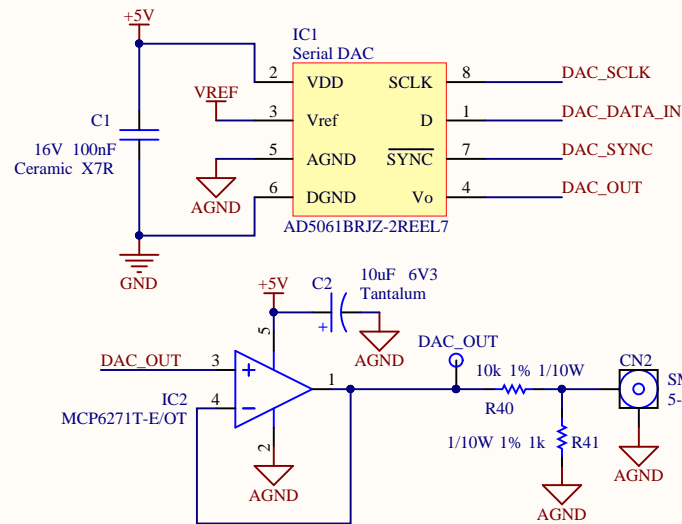 +5V
IC1
Serial DAC
2 VDD SCLK 8 DAC_SCLK
VREF 3 Vref D 1 DAC_DATA_IN
C1
16V 100nF
Ceramic X7R
5 AGND SYNC 7 DAC_SYNC
AGND
6 DGND Vo 4 DAC_OUT
AD5061BRJZ-2REEL7
GND
+5V
C2
10uF 6V3
Tantalum
+
AGND
5
DAC_OUT
DAC_OUT 3 +
1
10k 1% 1/10W
R40
CN2
SM
5-
IC2 4 −
MCP6271T-E/OT
2
AGND
1/10W 1% 1k R41
AGND
AGND